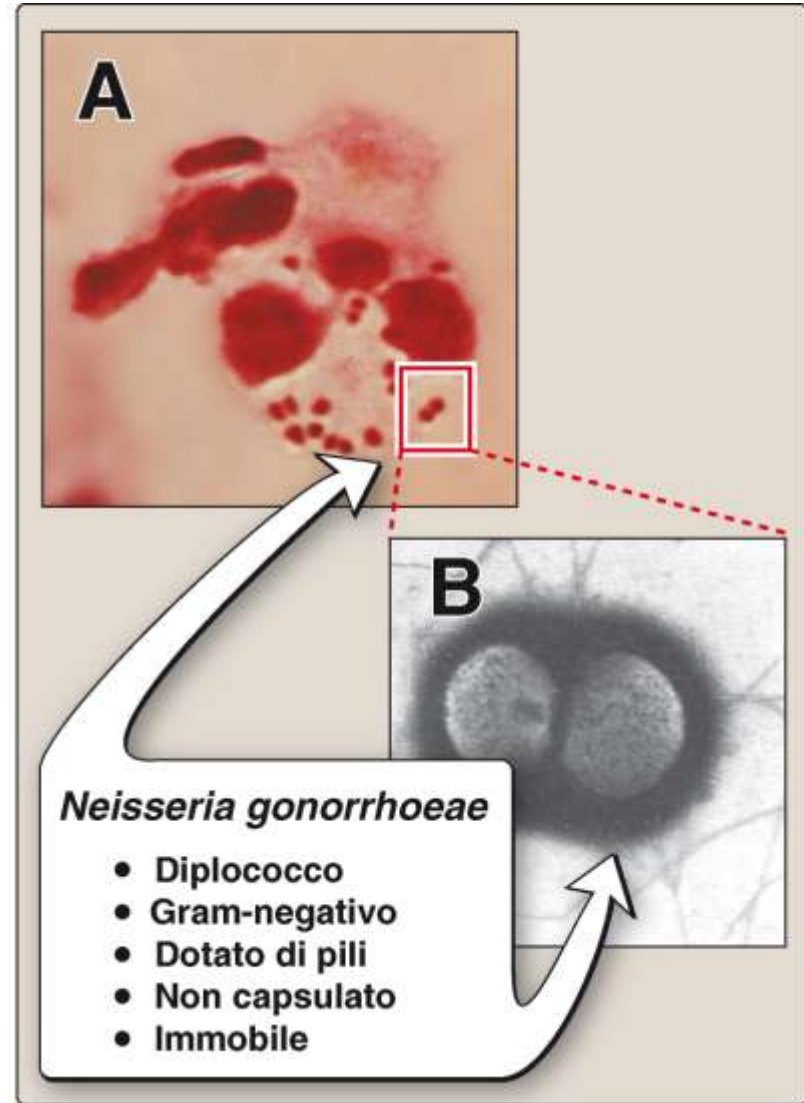 A
B
Neisseria gonorrhoeae
• Diplococco
• Gram-negativo
• Dotato di pili
• Non capsulato
• Immobile